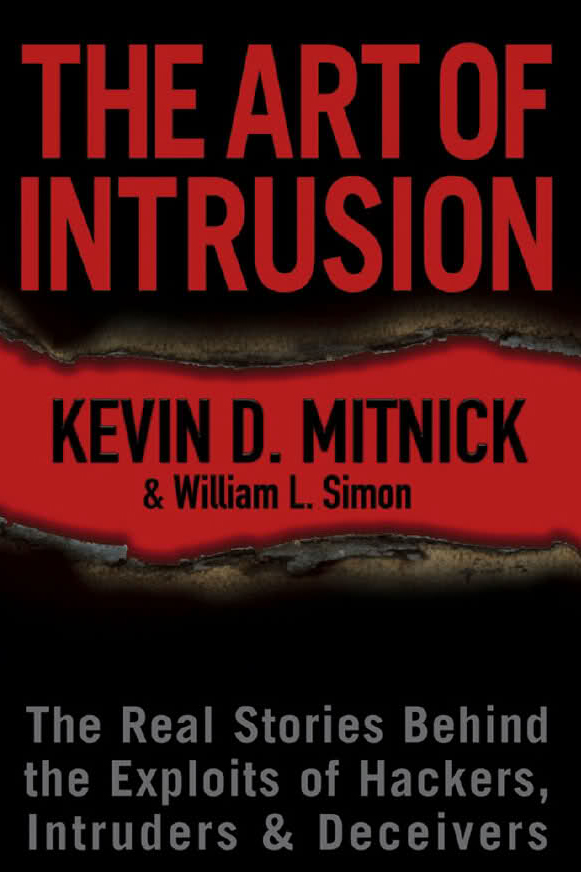 THE ART OF
INTRUSION
KEVIN D. MITNICK
& William L. Simon
The Real Stories Behind
the Exploits of Hackers,
Intruders & Deceivers